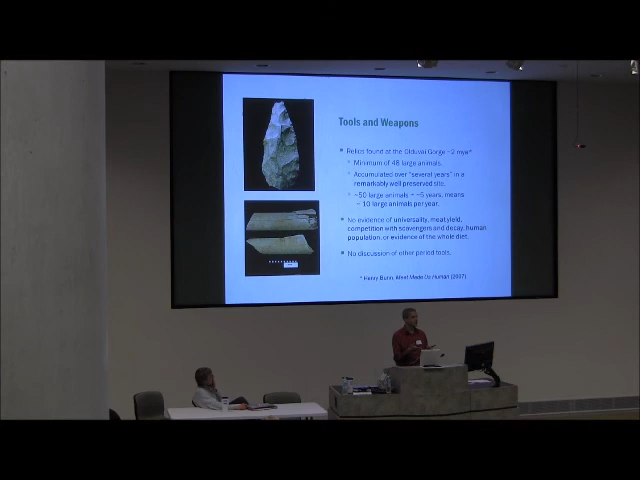 Tools and Weapons
Relics found at the Olduvai Gorge ~2 mya*
Minimum of 48 large animals.
Accumulated over "several years" in a
remarkably well preserved site.
~50 large animals ÷ ~5 years, means
~ 10 large animals per year.
No evidence of universality, meat yield,
competition with scavengers and decay, human
population, or evidence of the whole diet.
No discussion of other period tools.
* Henry Bunn, Meat Made Us Human (2007)